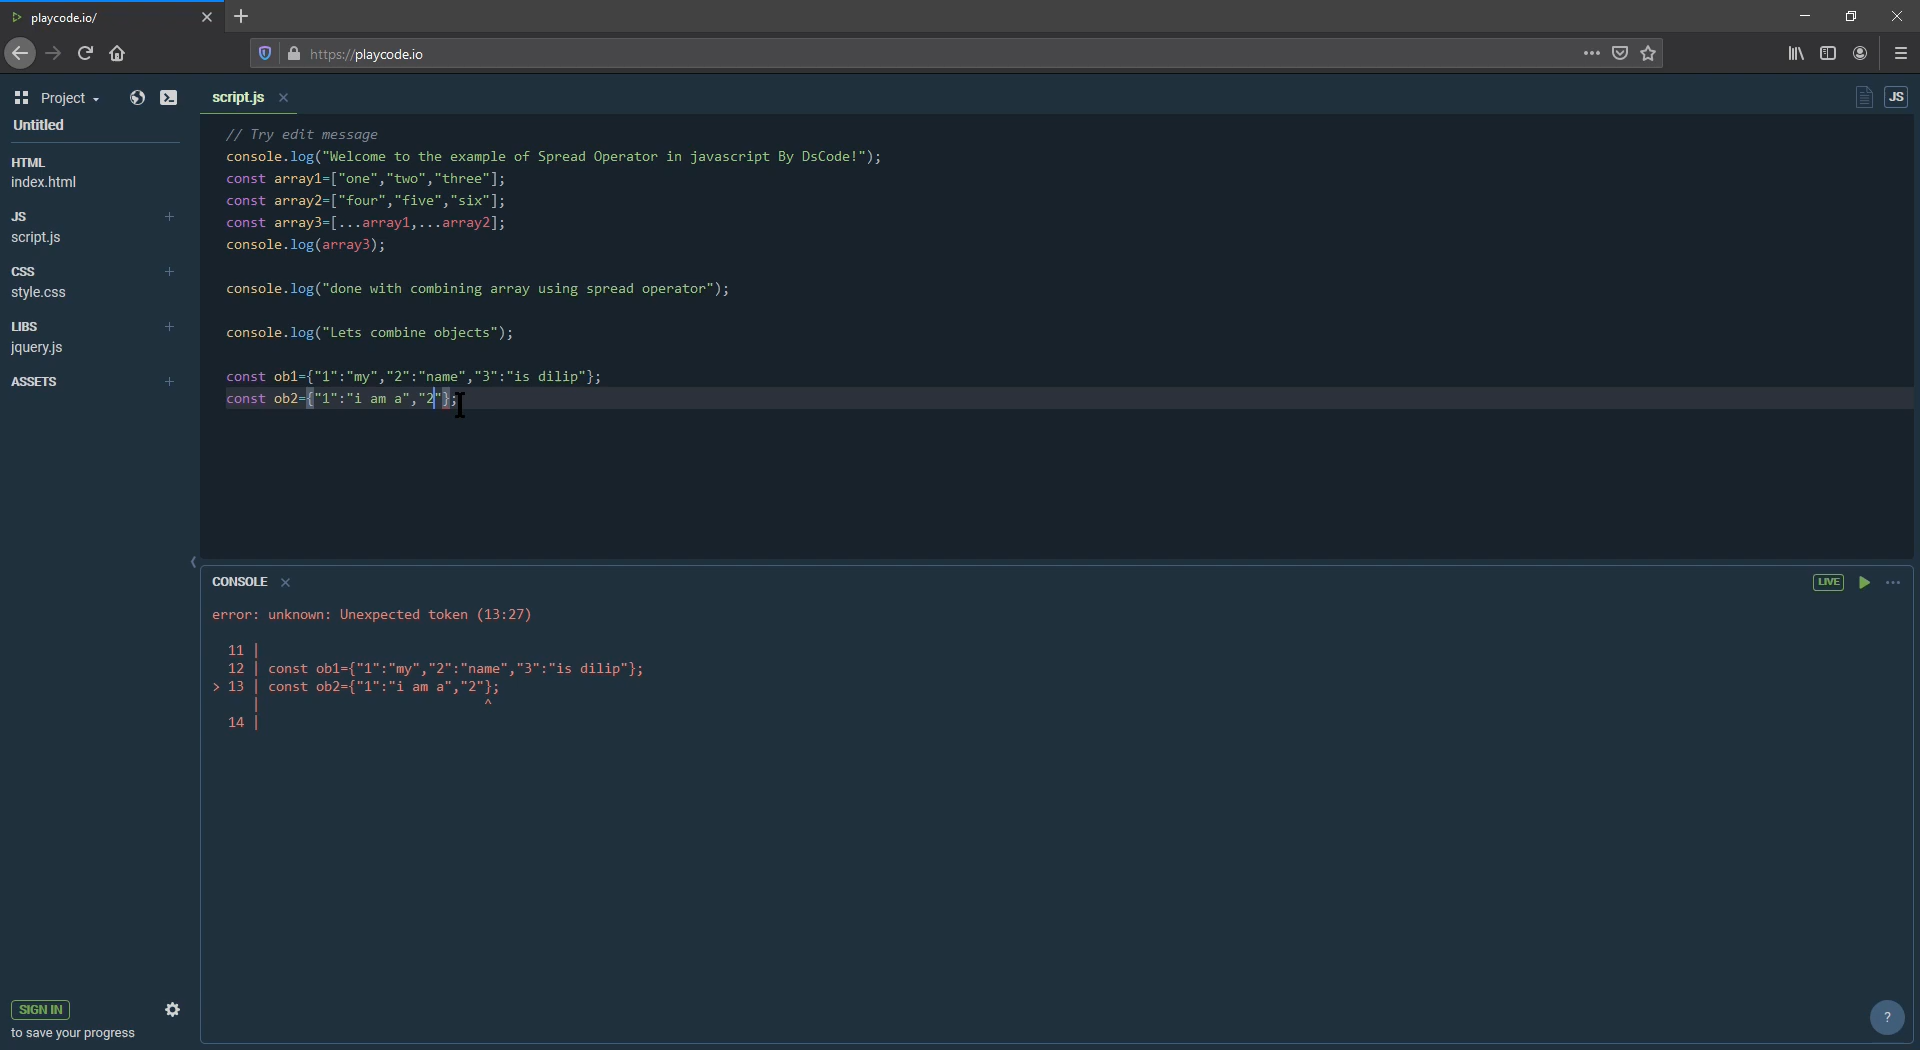 playcode.io/
https://playcode.io
Project
Untitled
HTML
index.html
JS
script.js
CSS
style.css
LIBS
jquery.js
ASSETS
SIGN IN
to save your progress
script.js
JS
// Try edit message
console.log("Welcome to the example of Spread Operator in javascript By DsCode!");
const array1=["one","two","three"];
const array2=["four","five","six"];
const array3=[...array1,...array2];
console.log(array3);
console.log("done with combining array using spread operator");
console.log("Lets combine objects");
const ob1={"1":"my","2":"name","3":"is dilip"};
const ob2={"1":"i am a","2"};
CONSOLE
LIVE
error: unknown: Unexpected token (13:27)
11 |
12 | const ob1={"1":"my","2":"name","3":"is dilip"};
> 13 | const ob2={"1":"i am a","2"};
| ^
14 |
?